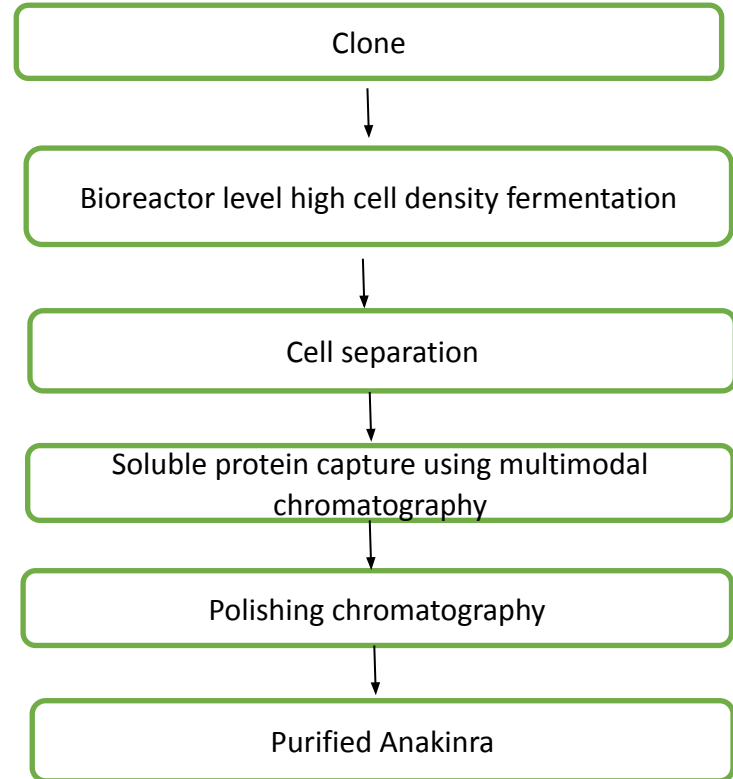 Clone
Bioreactor level high cell density fermentation
Cell separation
Soluble protein capture using multimodal
chromatography
Polishing chromatography
Purified Anakinra